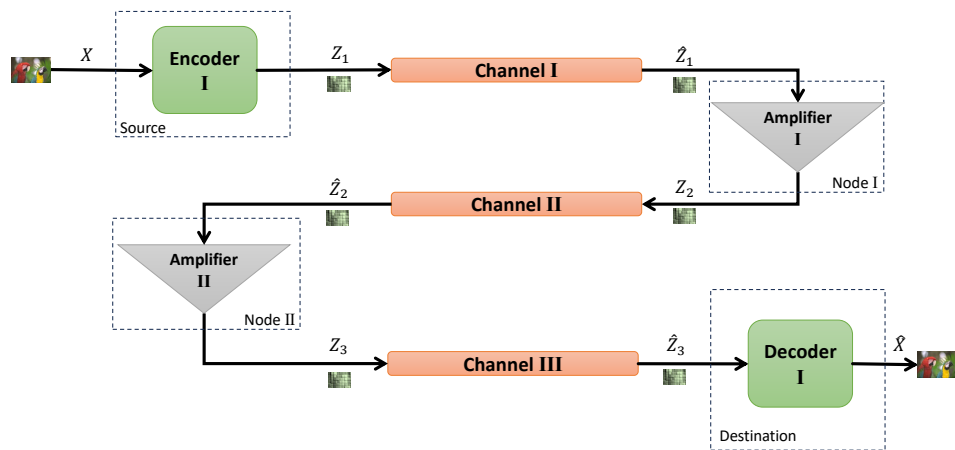 X
Encoder
I
Source
Z₁
Channel I
Ẑ₁
Amplifier
I
Node I
Z₂
Channel II
Ẑ₂
Amplifier
II
Node II
Z₃
Channel III
Ẑ₃
Decoder
I
Destination
X̂